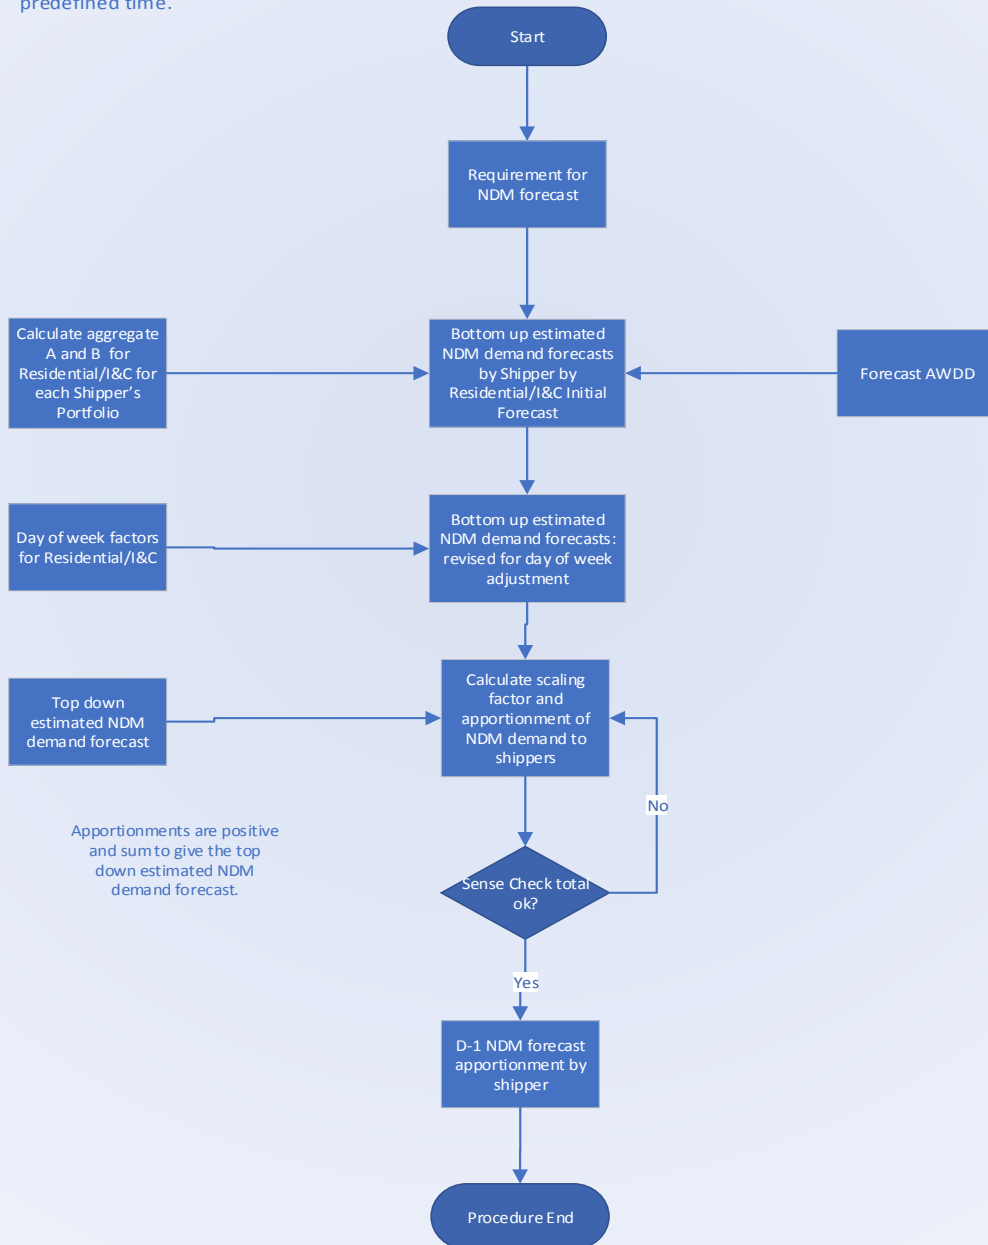 predefined time.
Start
Requirement for
NDM forecast
Calculate aggregate
A and B for
Residential/I&C for
each Shipper's
Portfolio
Bottom up estimated
NDM demand forecasts
by Shipper by
Residential/I&C Initial
Forecast
Forecast AWDD
Day of week factors
for Residential/I&C
Bottom up estimated
NDM demand forecasts:
revised for day of week
adjustment
Top down
estimated NDM
demand forecast
Calculate scaling
factor and
apportionment of
NDM demand to
shippers
No
Apportionments are positive
and sum to give the top
down estimated NDM
demand forecast.
Sense Check total
ok?
Yes
D-1 NDM forecast
apportionment by
shipper
Procedure End